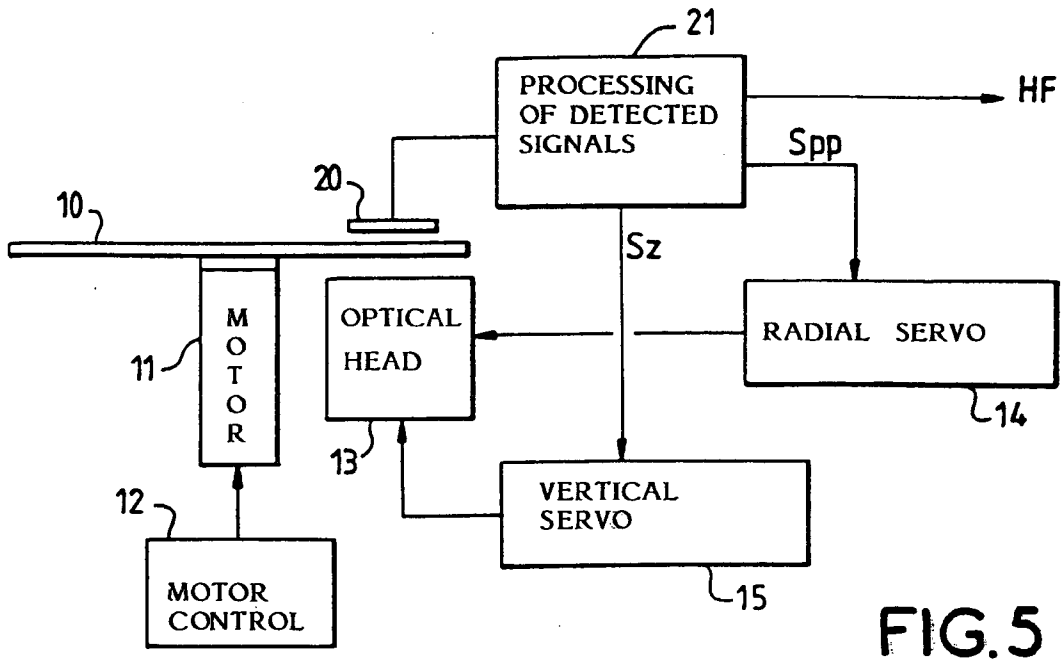 21
PROCESSING
OF DETECTED
SIGNALS
HF
Spp
20
10
Sz
MOTOR
11
OPTICAL
HEAD
13
RADIAL SERVO
14
12
MOTOR
CONTROL
VERTICAL
SERVO
15
FIG.5